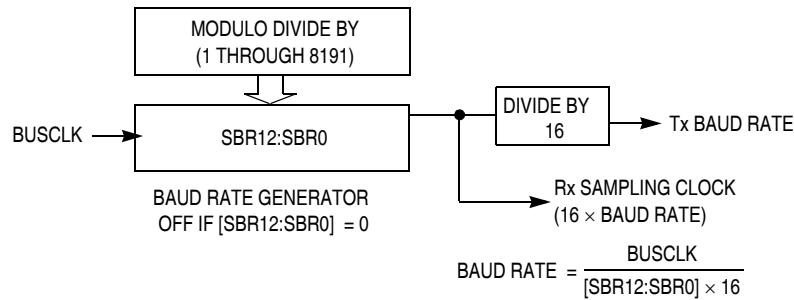 MODULO DIVIDE BY
(1 THROUGH 8191)
BUSCLK
SBR12:SBR0
DIVIDE BY
16
Tx BAUD RATE
BAUD RATE GENERATOR
OFF IF [SBR12:SBR0] = 0
Rx SAMPLING CLOCK
(16 × BAUD RATE)
BAUD RATE =
BUSCLK
[SBR12:SBR0] × 16